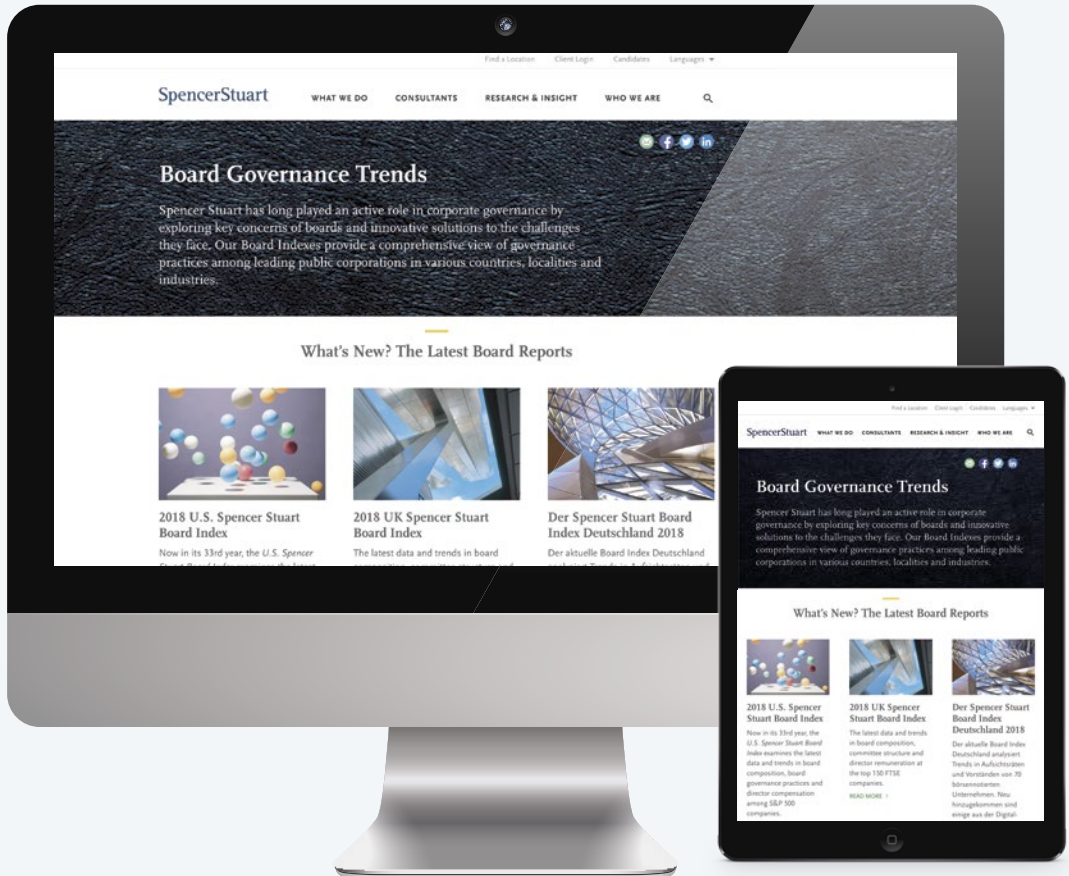 Find a Location Client Login Candidates Languages
SpencerStuart WHAT WE DO CONSULTANTS RESEARCH & INSIGHT WHO WE ARE
Board Governance Trends
Spencer Stuart has long played an active role in corporate governance by
exploring key concerns of boards and innovative solutions to the challenges
they face. Our Board Indexes provide a comprehensive view of governance
practices among leading public corporations in various countries, localities and
industries.
What's New? The Latest Board Reports
2018 U.S. Spencer Stuart
Board Index
Now in its 33rd year, the U.S. Spencer
2018 UK Spencer Stuart
Board Index
The latest data and trends in board
Der Spencer Stuart Board
Index Deutschland 2018
Der aktuelle Board Index Deutschland
Find a Location Client Login Candidates Languages
SpencerStuart WHAT WE DO CONSULTANTS RESEARCH & INSIGHT WHO WE ARE
Board Governance Trends
Spencer Stuart has long played an active role in corporate
governance by exploring key concerns of boards and innovative
solutions to the challenges they face. Our Board Indexes provide a
comprehensive view of governance practices among leading public
corporations in various countries, localities and industries.
What's New? The Latest Board Reports
2018 U.S. Spencer
Stuart Board Index
Now in its 33rd year, the
U.S. Spencer Stuart Board
Index examines the latest
data and trends in board
composition, board
governance practices and
director compensation
among S&P 500
companies.
2018 UK Spencer
Stuart Board Index
The latest data and trends
in board composition,
committee structure and
director remuneration at
the top 150 FTSE
companies.
READ MORE
Der Spencer Stuart
Board Index
Deutschland 2018
Der aktuelle Board Index
Deutschland analysiert
Trends in Aufsichtsräten
und Vorständen von 70
börsennotierten
Unternehmen. Neu
hinzugekommen sind
einige aus der Digital-